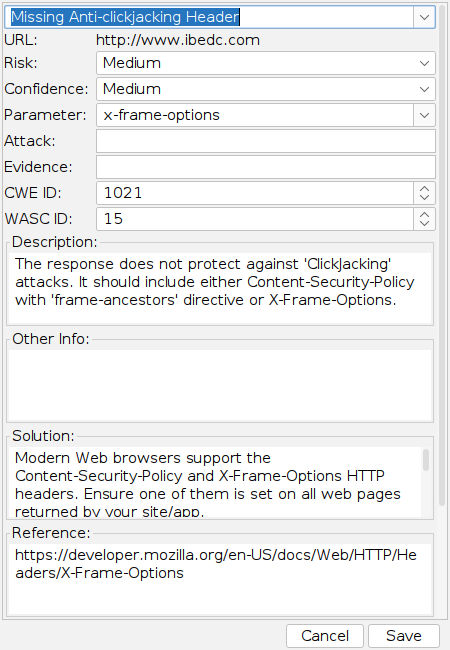 Missing Anti-clickjacking Header
URL: http://www.ibedc.com
Risk: Medium
Confidence: Medium
Parameter: x-frame-options
Attack:
Evidence:
CWE ID: 1021
WASC ID: 15
Description:
The response does not protect against 'ClickJacking'
attacks. It should include either Content-Security-Policy
with 'frame-ancestors' directive or X-Frame-Options.
Other Info:
Solution:
Modern Web browsers support the
Content-Security-Policy and X-Frame-Options HTTP
headers. Ensure one of them is set on all web pages
returned by your site/app.
Reference:
https://developer.mozilla.org/en-US/docs/Web/HTTP/He
aders/X-Frame-Options
Cancel Save